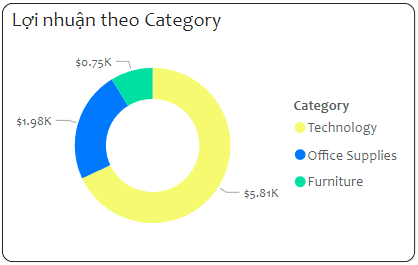 Lợi nhuận theo Category
$0.75K
$1.98K
$5.81K
Category
Technology
Office Supplies
Furniture